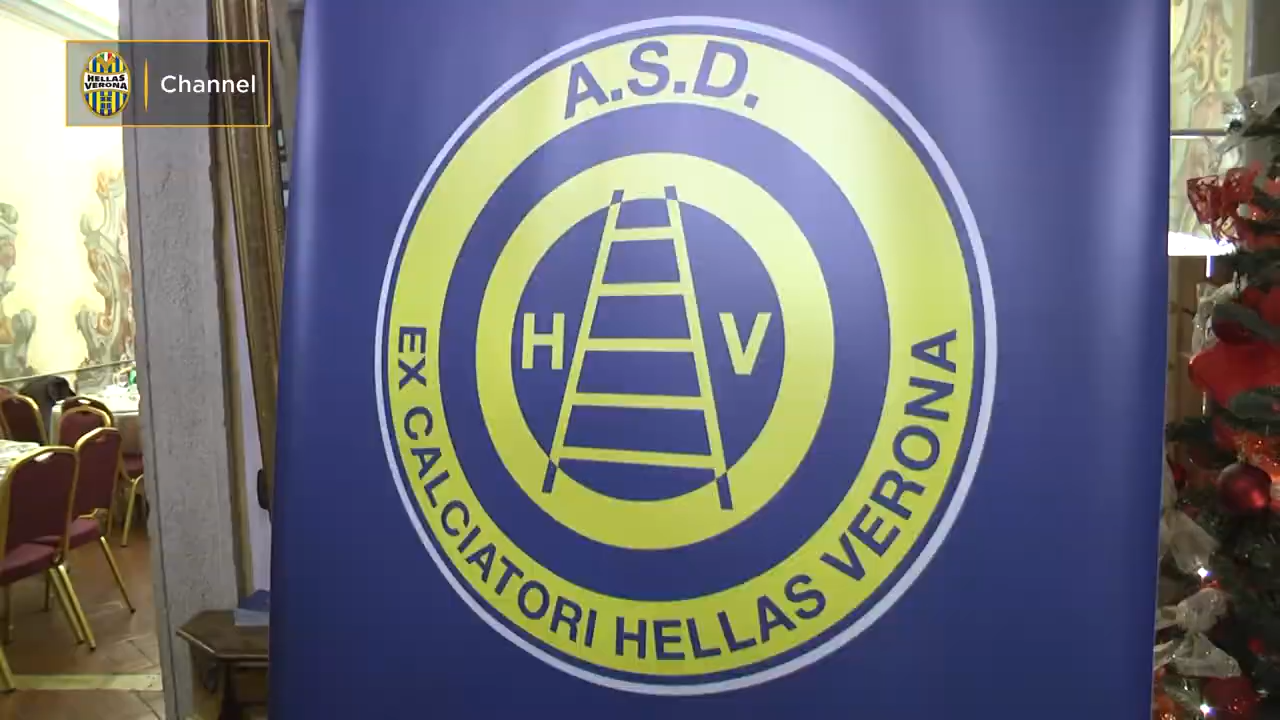 HELLAS
VERONA
Channel
A.S.D.
H V
EX CALCIATORI HELLAS VERONA